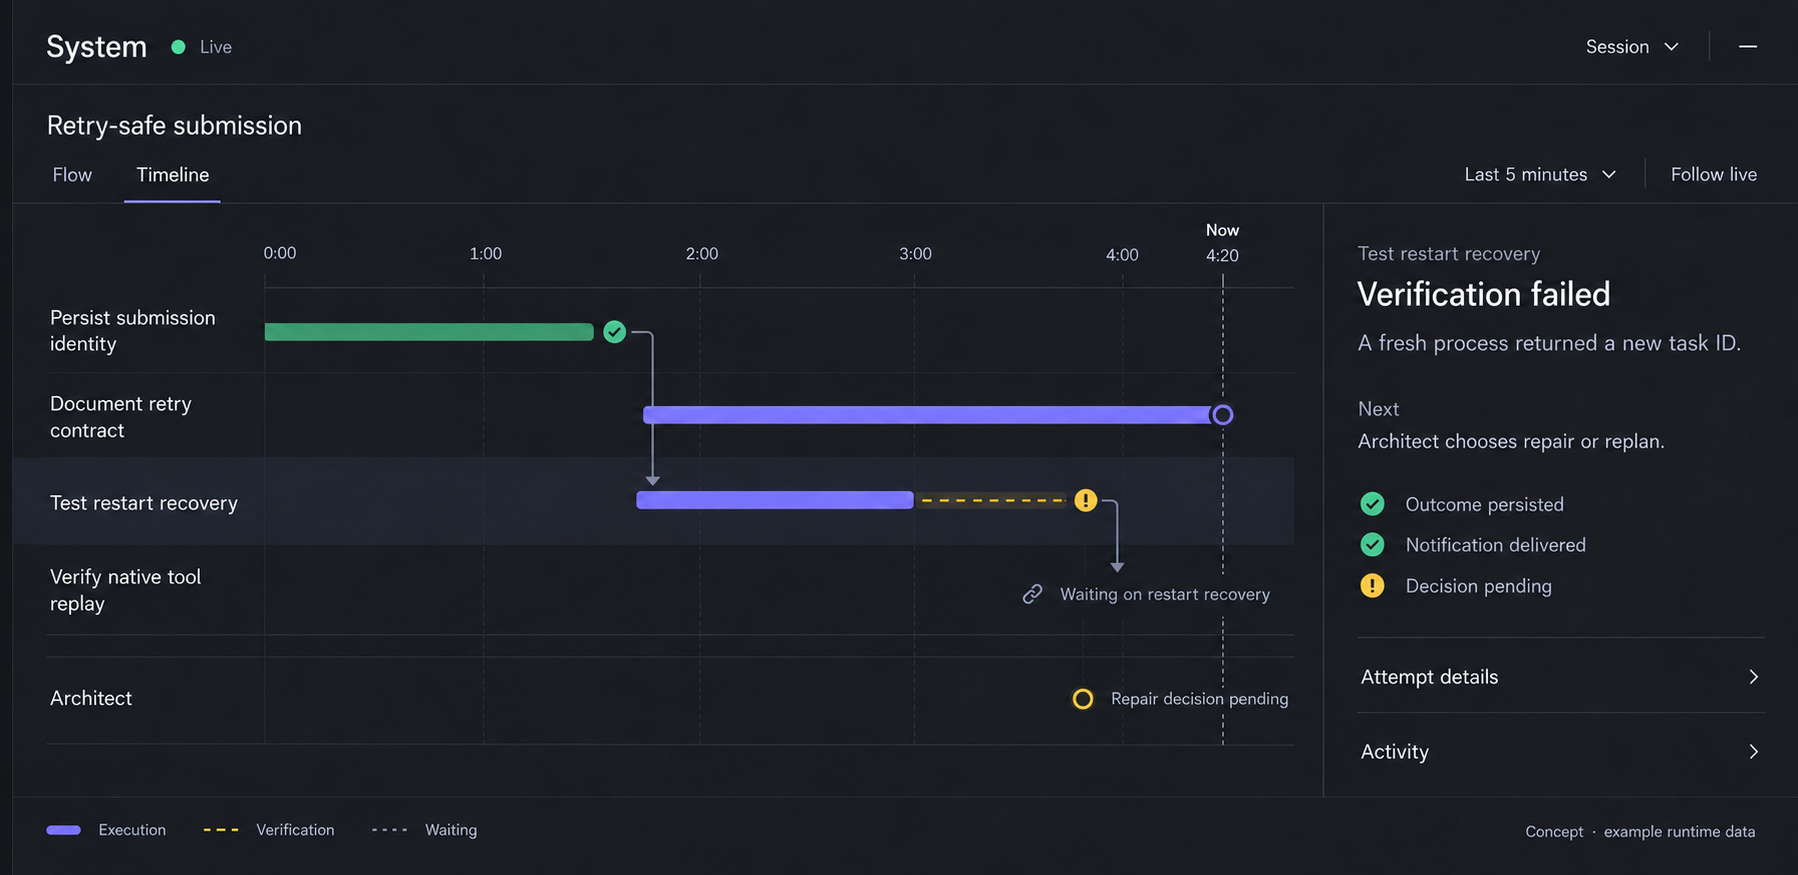 System
Live
Session
Retry-safe submission
Flow
Timeline
Last 5 minutes
Follow live
Now
0:00
1:00
2:00
3:00
4:00
4:20
Persist submission
identity
Document retry
contract
Test restart recovery
Verify native tool
replay
Waiting on restart recovery
Architect
Repair decision pending
Test restart recovery
Verification failed
A fresh process returned a new task ID.
Next
Architect chooses repair or replan.
Outcome persisted
Notification delivered
Decision pending
Attempt details
Activity
Execution
Verification
Waiting
Concept · example runtime data